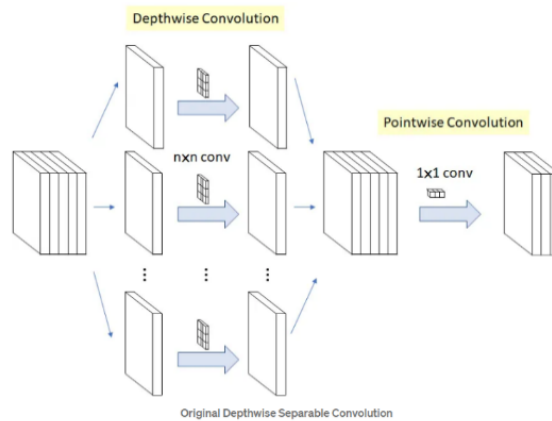 Depthwise Convolution
Pointwise Convolution
nxn conv
1x1 conv
Original Depthwise Separable Convolution